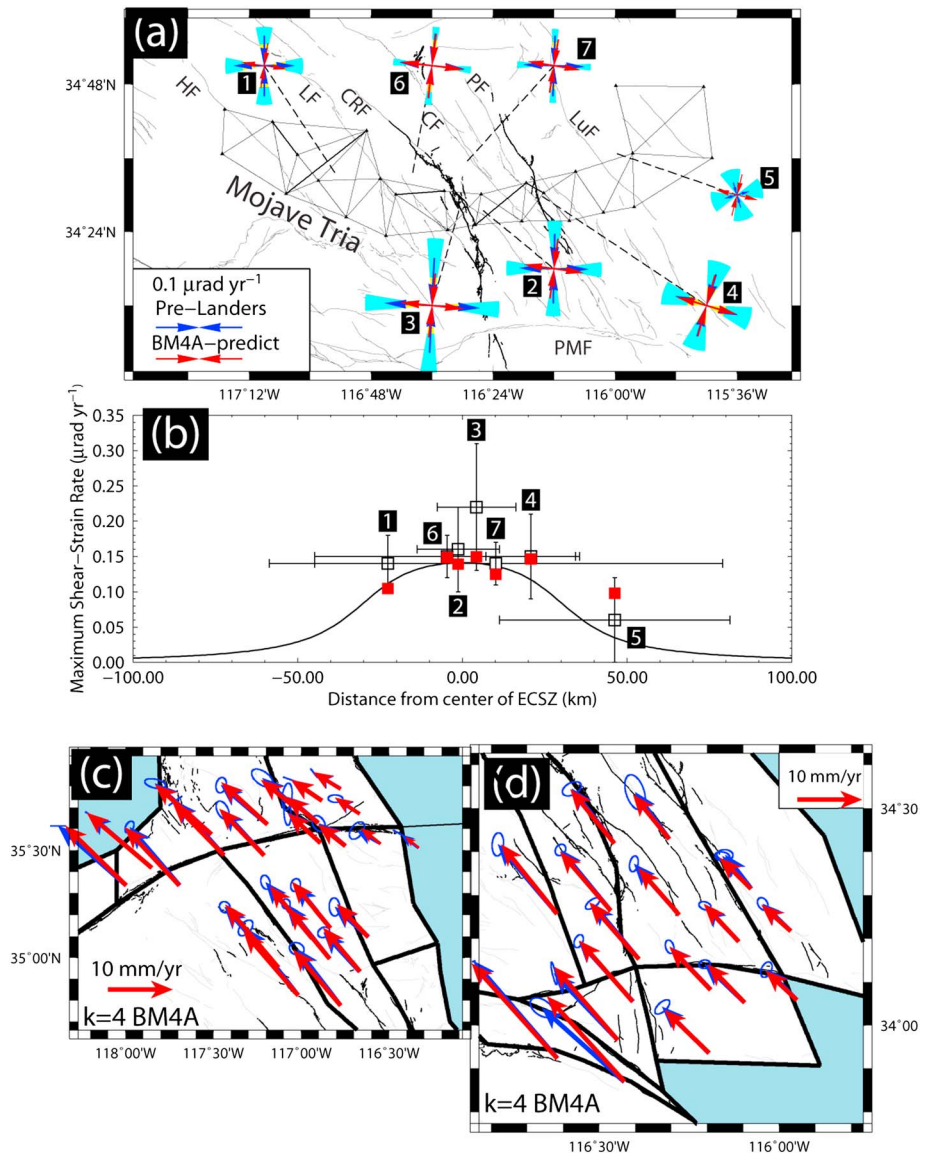 (a)
1
6
7
HF
LF
CRF
CF
PF
LuF
34°48'N
34°24'N
Mojave Tria
5
2
3
4
PMF
0.1 μrad yr−1
Pre−Landers
BM4A−predict
117°12'W
116°48'W
116°24'W
116°00'W
115°36'W
(b)
Maximum Shear−Strain Rate (μrad yr−1)
0.35
0.30
0.25
0.20
0.15
0.10
0.05
0.00
1
6
2
3
7
4
5
−100.00
−50.00
0.00
50.00
100.00
Distance from center of ECSZ (km)
(c)
35°30'N
35°00'N
10 mm/yr
k=4 BM4A
118°00'W
117°30'W
117°00'W
116°30'W
(d)
10 mm/yr
34°30'
34°00
k=4 BM4A
116°30'W
116°00'W